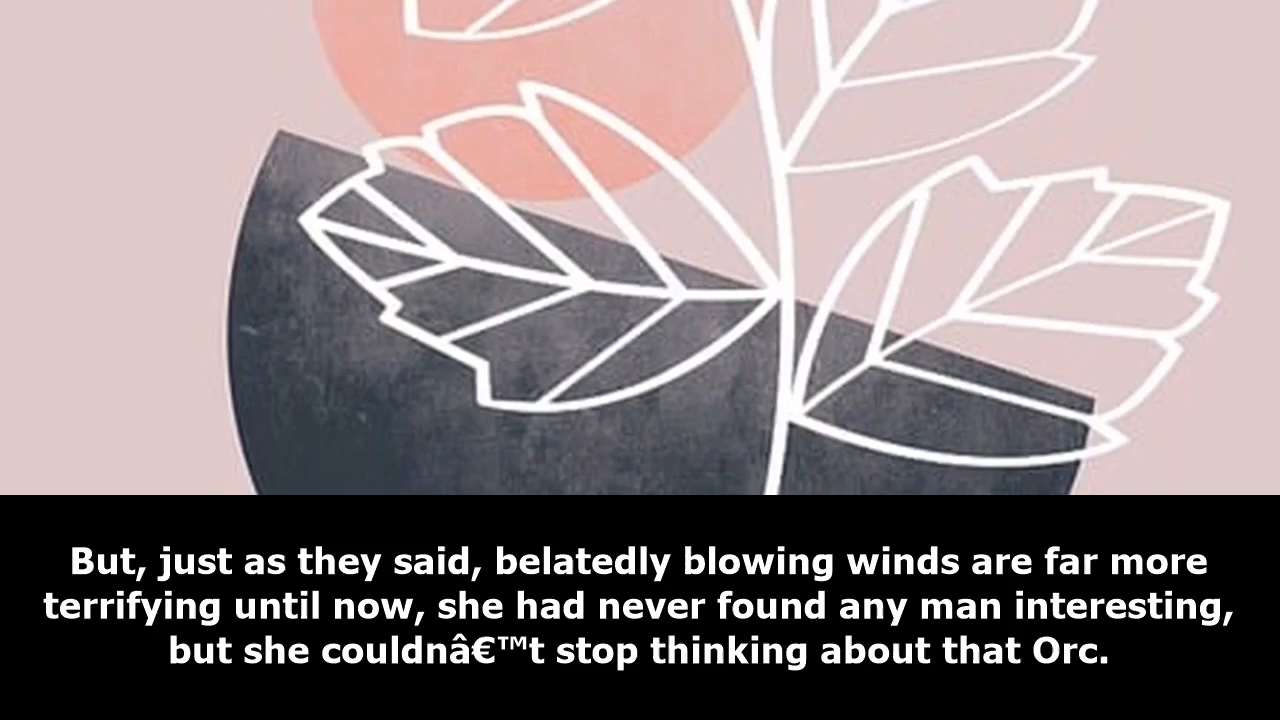 But, just as they said, belatedly blowing winds are far more
terrifying until now, she had never found any man interesting,
but she couldnâ€™t stop thinking about that Orc.